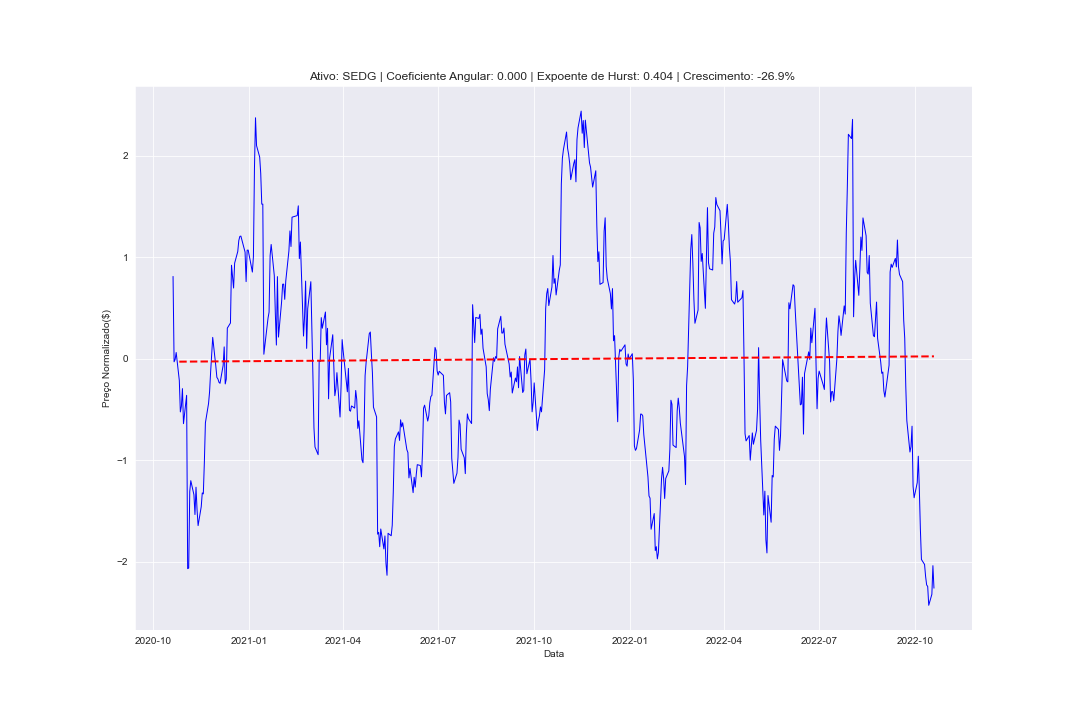 Ativo: SEDG | Coeficiente Angular: 0.000 | Expoente de Hurst: 0.404 | Crescimento: -26.9%
Preço Normalizado($)
2
1
0
−1
−2
2020-10 2021-01 2021-04 2021-07 2021-10 2022-01 2022-04 2022-07 2022-10
Data